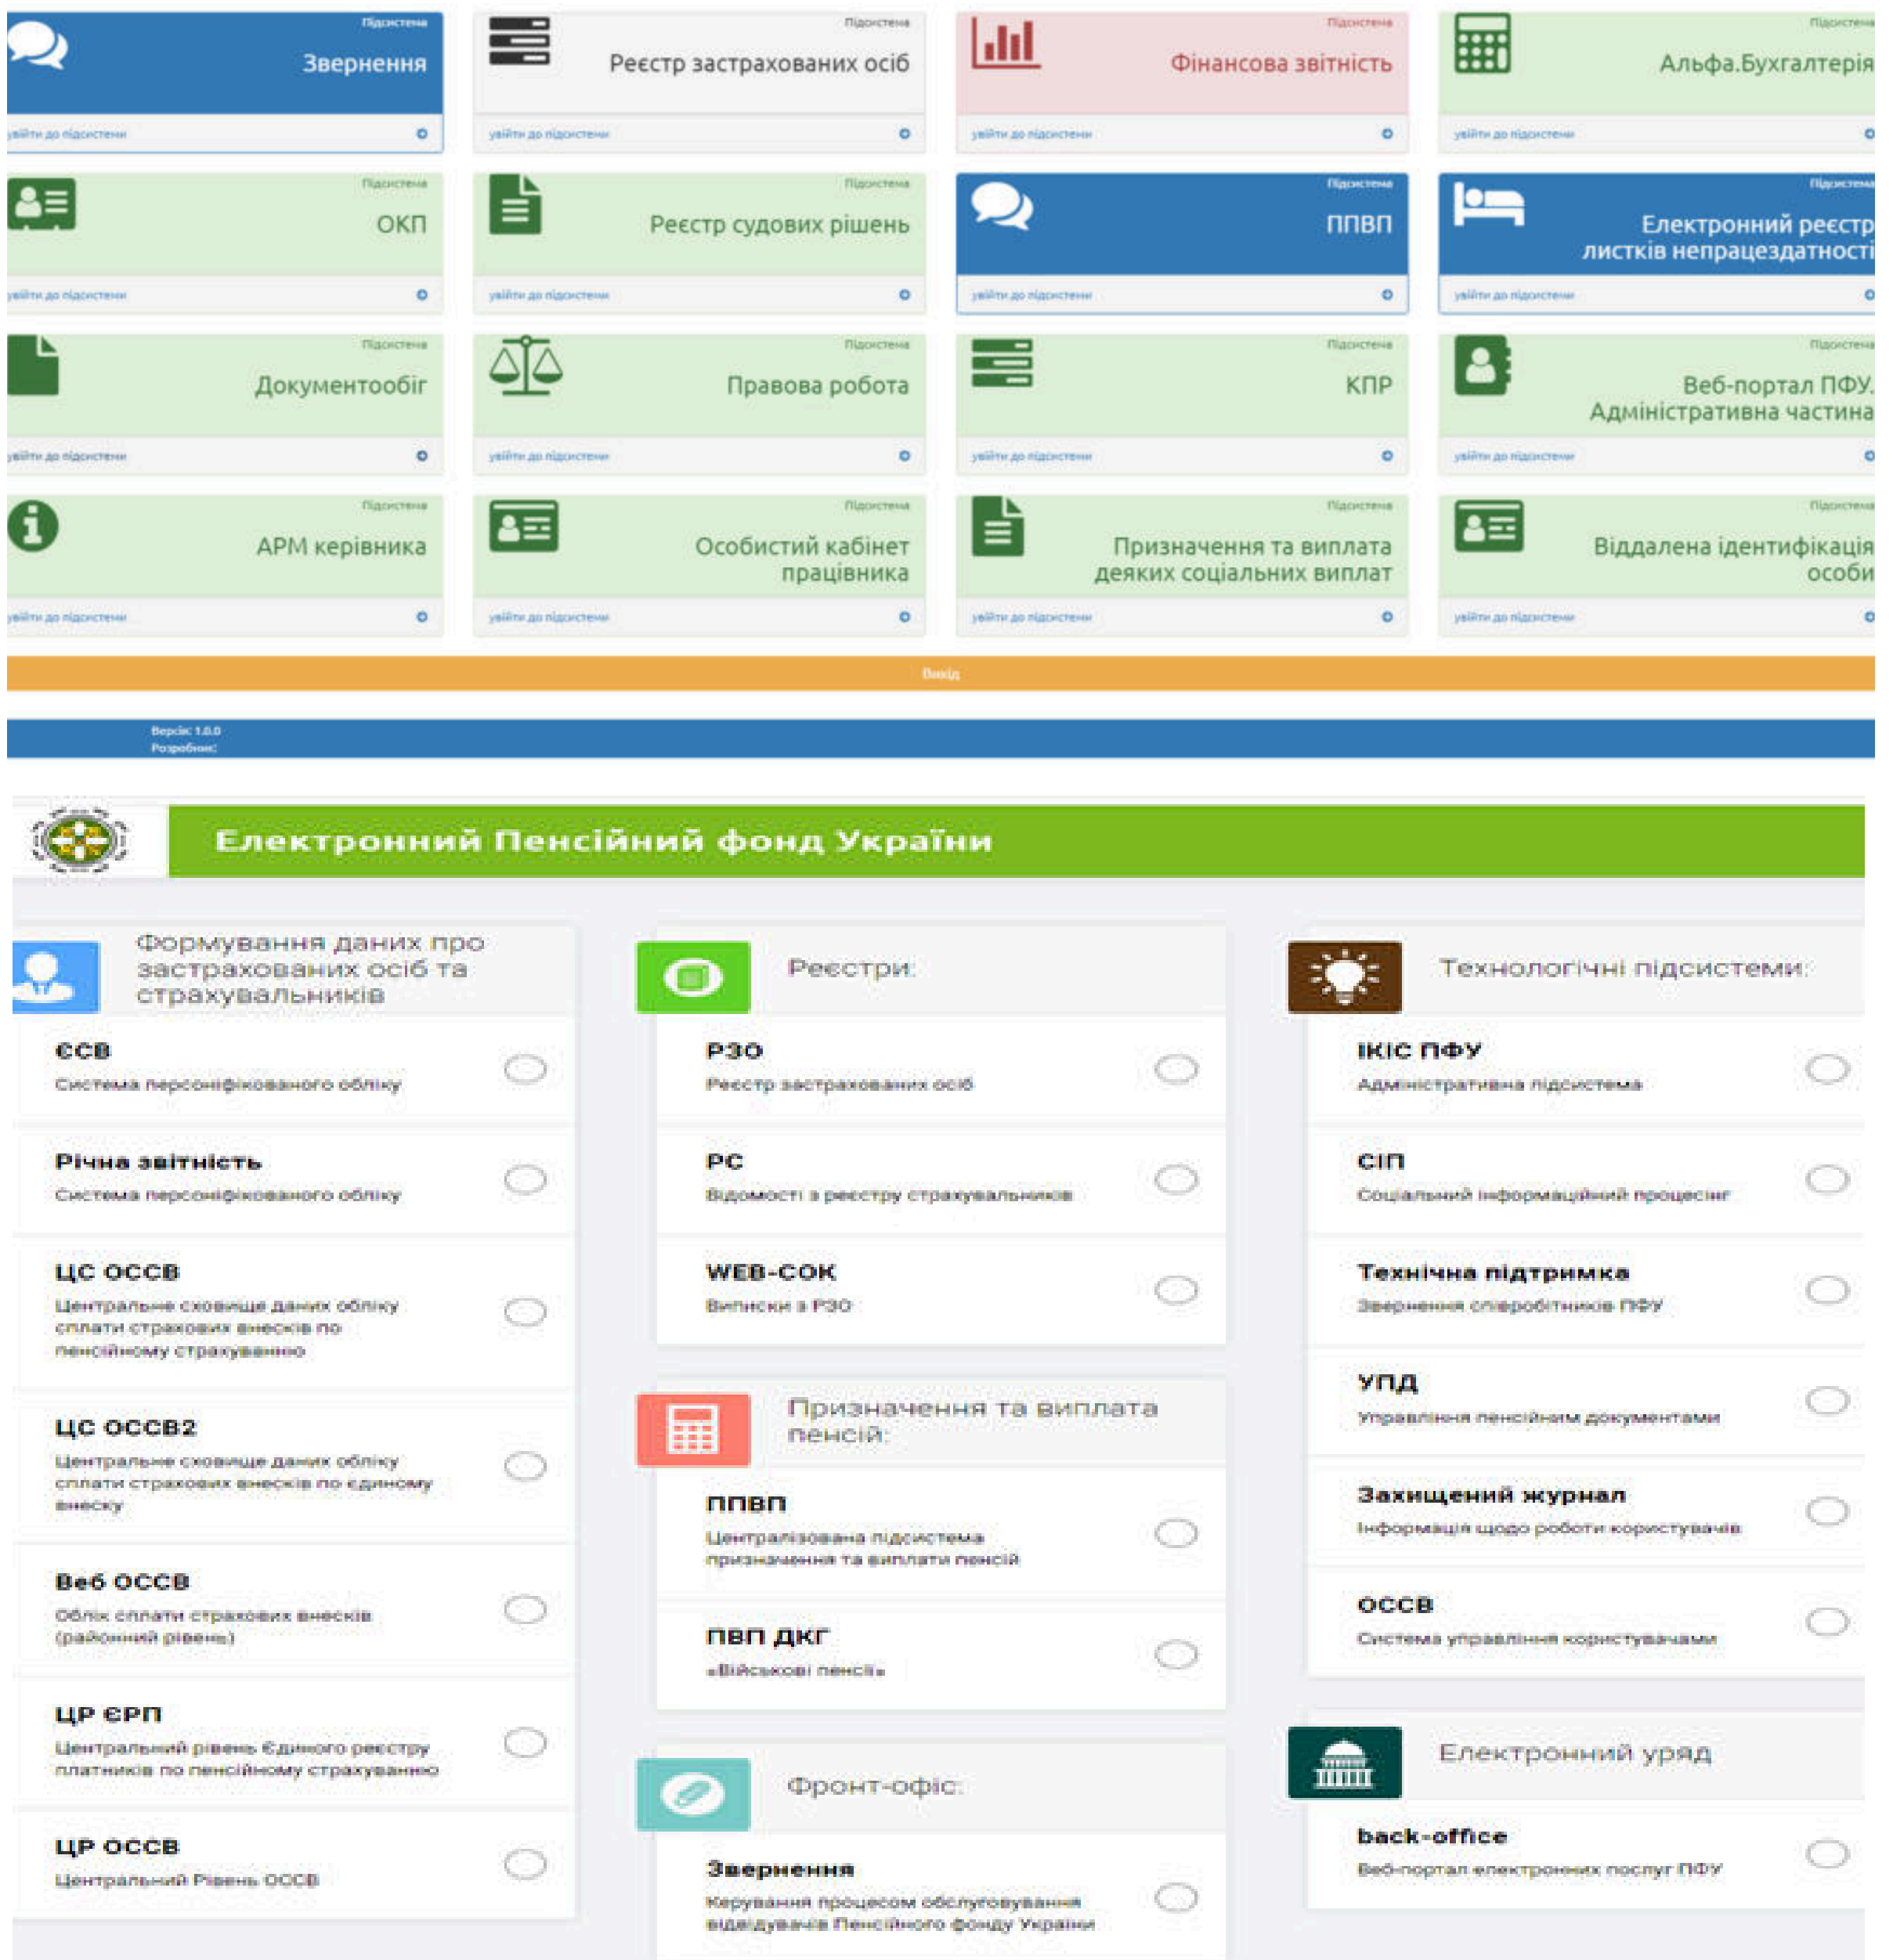 Підсистема
Звернення
увійти до підсистеми
Підсистема
Реєстр застрахованих осіб
увійти до підсистеми
Підсистема
Фінансова звітність
увійти до підсистеми
Підсистема
Альфа.Бухгалтерія
увійти до підсистеми
Підсистема
ОКП
увійти до підсистеми
Підсистема
Реєстр судових рішень
увійти до підсистеми
Підсистема
ППВП
увійти до підсистеми
Підсистема
Електронний реєстр
листків непрацездатності
увійти до підсистеми
Підсистема
Документообіг
увійти до підсистеми
Підсистема
Правова робота
увійти до підсистеми
Підсистема
КПР
увійти до підсистеми
Підсистема
Веб-портал ПФУ.
Адміністративна частина
увійти до підсистеми
Підсистема
АРМ керівника
увійти до підсистеми
Підсистема
Особистий кабінет
працівника
увійти до підсистеми
Підсистема
Призначення та виплата
деяких соціальних виплат
увійти до підсистеми
Підсистема
Віддалена ідентифікація
особи
увійти до підсистеми
Вихід
Версія: 1.0.0
Розробник:
Електронний Пенсійний фонд України
Формування даних про
застрахованих осіб та
страхувальників
ЄСВ
Система персоніфікованого обліку
Річна звітність
Система персоніфікованого обліку
ЦС ОССВ
Центральне сховище даних обліку
сплати страхових внесків по
пенсійному страхуванню
ЦС ОССВ2
Центральне сховище даних обліку
сплати страхових внесків по єдиному
внеску
Веб ОССВ
Облік сплати страхових внесків
(районний рівень)
ЦР ЄРП
Центральний рівень Єдиного реєстру
платників по пенсійному страхуванню
ЦР ОССВ
Центральний Рівень ОССВ
Реєстри:
РЗО
Реєстр застрахованих осіб
РС
Відомості з реєстру страхувальників
WEB-СОК
Виписки з РЗО
Призначення та виплата
пенсій:
ППВП
Централізована підсистема
призначення та виплати пенсій
ПВП ДКГ
«Військові пенсії»
Фронт-офіс:
Звернення
Керування процесом обслуговування
відвідувачів Пенсійного фонду України
Технологічні підсистеми:
ІКІС ПФУ
Адміністративна підсистема
СІП
Соціальний інформаційний процесінг
Технічна підтримка
Звернення співробітників ПФУ
УПД
Управління пенсійним документами
Захищений журнал
Інформація щодо роботи користувачів
ОССВ
Система управління користувачами
Електронний уряд
back-office
Веб-портал електронних послуг ПФУ